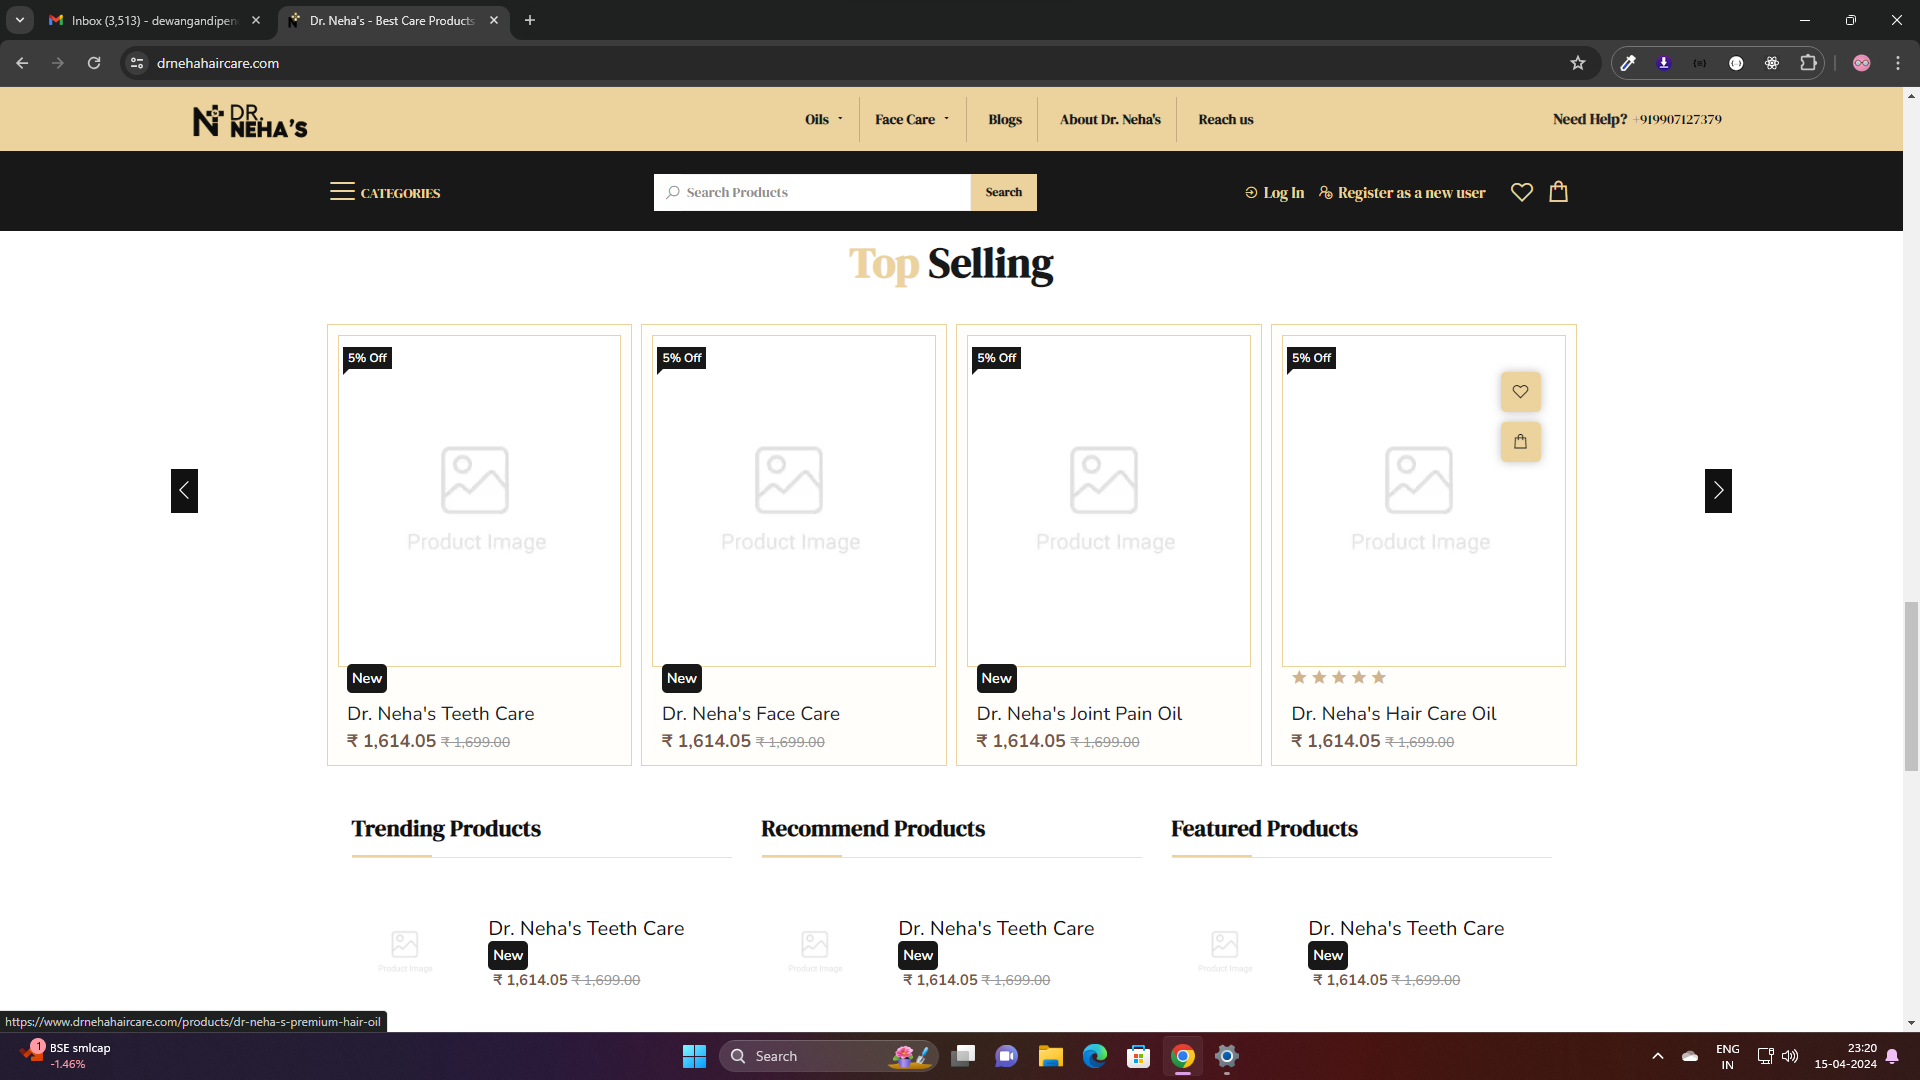 Inbox (3,513) - dewangandipen
Dr. Neha's - Best Care Products
drnehahaircare.com
DR.
NEHA'S
Oils
Face Care
Blogs
About Dr. Neha's
Reach us
Need Help? +919907127379
CATEGORIES
Search Products
Search
Log In
Register as a new user
Top Selling
5% Off
5% Off
5% Off
5% Off
Product Image
Product Image
Product Image
Product Image
New
New
New
Dr. Neha's Teeth Care
Dr. Neha's Face Care
Dr. Neha's Joint Pain Oil
Dr. Neha's Hair Care Oil
₹ 1,614.05 ₹ 1,699.00
₹ 1,614.05 ₹ 1,699.00
₹ 1,614.05 ₹ 1,699.00
₹ 1,614.05 ₹ 1,699.00
Trending Products
Recommend Products
Featured Products
Product Image
Dr. Neha's Teeth Care
New
₹ 1,614.05 ₹ 1,699.00
Product Image
Dr. Neha's Teeth Care
New
₹ 1,614.05 ₹ 1,699.00
Product Image
Dr. Neha's Teeth Care
New
₹ 1,614.05 ₹ 1,699.00
https://www.drnehahaircare.com/products/dr-neha-s-premium-hair-oil
1
BSE smlcap
-1.46%
Search
ENG
IN
23:20
15-04-2024